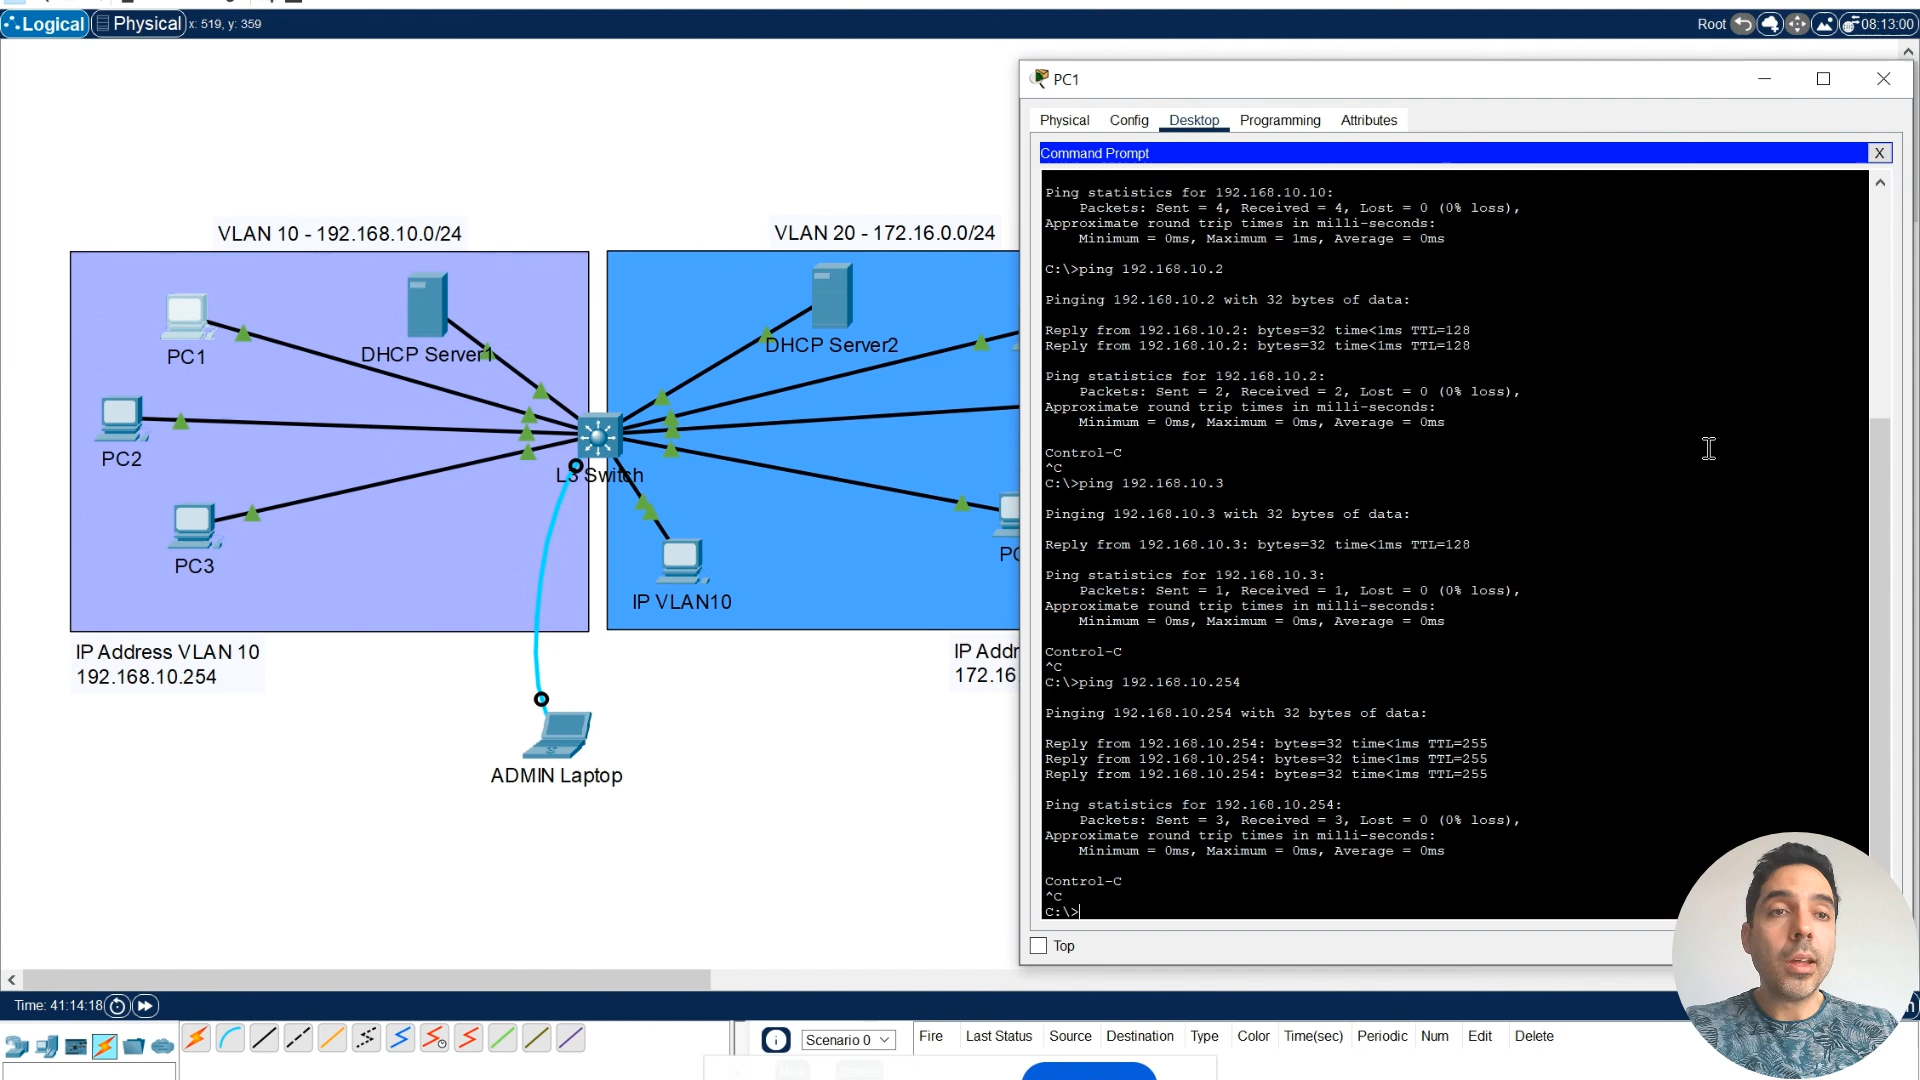 Logical
Physical
x: 519, y: 359
Root
08:13:00
VLAN 10 - 192.168.10.0/24
VLAN 20 - 172.16.0.0/24
PC1
DHCP Server1
DHCP Server2
PC2
L3 Switch
PC3
PC
IP VLAN10
IP Address VLAN 10
192.168.10.254
IP Addr
172.16
ADMIN Laptop
PC1
Physical
Config
Desktop
Programming
Attributes
Command Prompt
X
Ping statistics for 192.168.10.10:
Packets: Sent = 4, Received = 4, Lost = 0 (0% loss),
Approximate round trip times in milli-seconds:
Minimum = 0ms, Maximum = 1ms, Average = 0ms
C:\>ping 192.168.10.2
Pinging 192.168.10.2 with 32 bytes of data:
Reply from 192.168.10.2: bytes=32 time<1ms TTL=128
Reply from 192.168.10.2: bytes=32 time<1ms TTL=128
Ping statistics for 192.168.10.2:
Packets: Sent = 2, Received = 2, Lost = 0 (0% loss),
Approximate round trip times in milli-seconds:
Minimum = 0ms, Maximum = 0ms, Average = 0ms
Control-C
^C
C:\>ping 192.168.10.3
Pinging 192.168.10.3 with 32 bytes of data:
Reply from 192.168.10.3: bytes=32 time<1ms TTL=128
Ping statistics for 192.168.10.3:
Packets: Sent = 1, Received = 1, Lost = 0 (0% loss),
Approximate round trip times in milli-seconds:
Minimum = 0ms, Maximum = 0ms, Average = 0ms
Control-C
^C
C:\>ping 192.168.10.254
Pinging 192.168.10.254 with 32 bytes of data:
Reply from 192.168.10.254: bytes=32 time<1ms TTL=255
Reply from 192.168.10.254: bytes=32 time<1ms TTL=255
Reply from 192.168.10.254: bytes=32 time<1ms TTL=255
Ping statistics for 192.168.10.254:
Packets: Sent = 3, Received = 3, Lost = 0 (0% loss),
Approximate round trip times in milli-seconds:
Minimum = 0ms, Maximum = 0ms, Average = 0ms
Control-C
^C
C:\>
Top
Time: 41:14:18
Scenario 0
Fire
Last Status
Source
Destination
Type
Color
Time(sec)
Periodic
Num
Edit
Delete